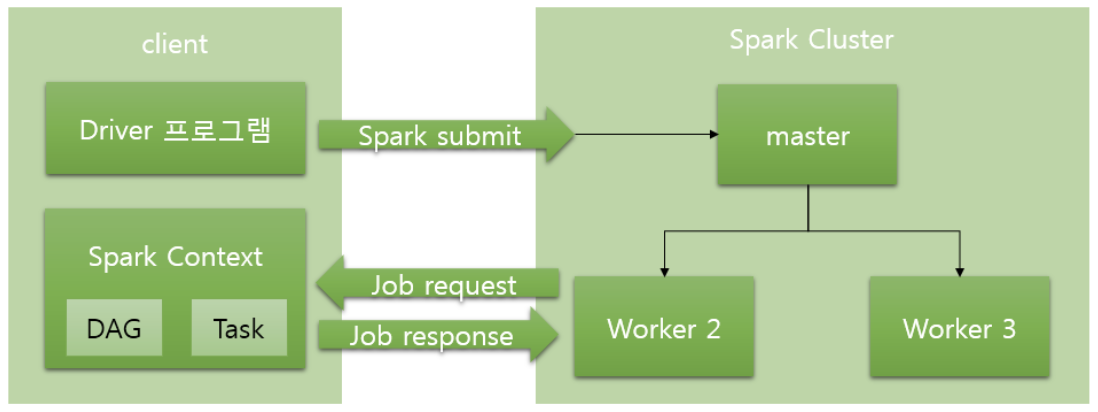 client
Driver 프로그램
Spark submit
Spark Context
DAG
Task
Job request
Job response
Spark Cluster
master
Worker 2
Worker 3